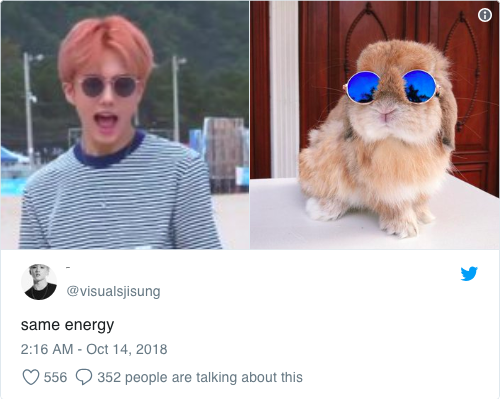 -
@visualsjisung
same energy
2:16 AM - Oct 14, 2018
556 352 people are talking about this